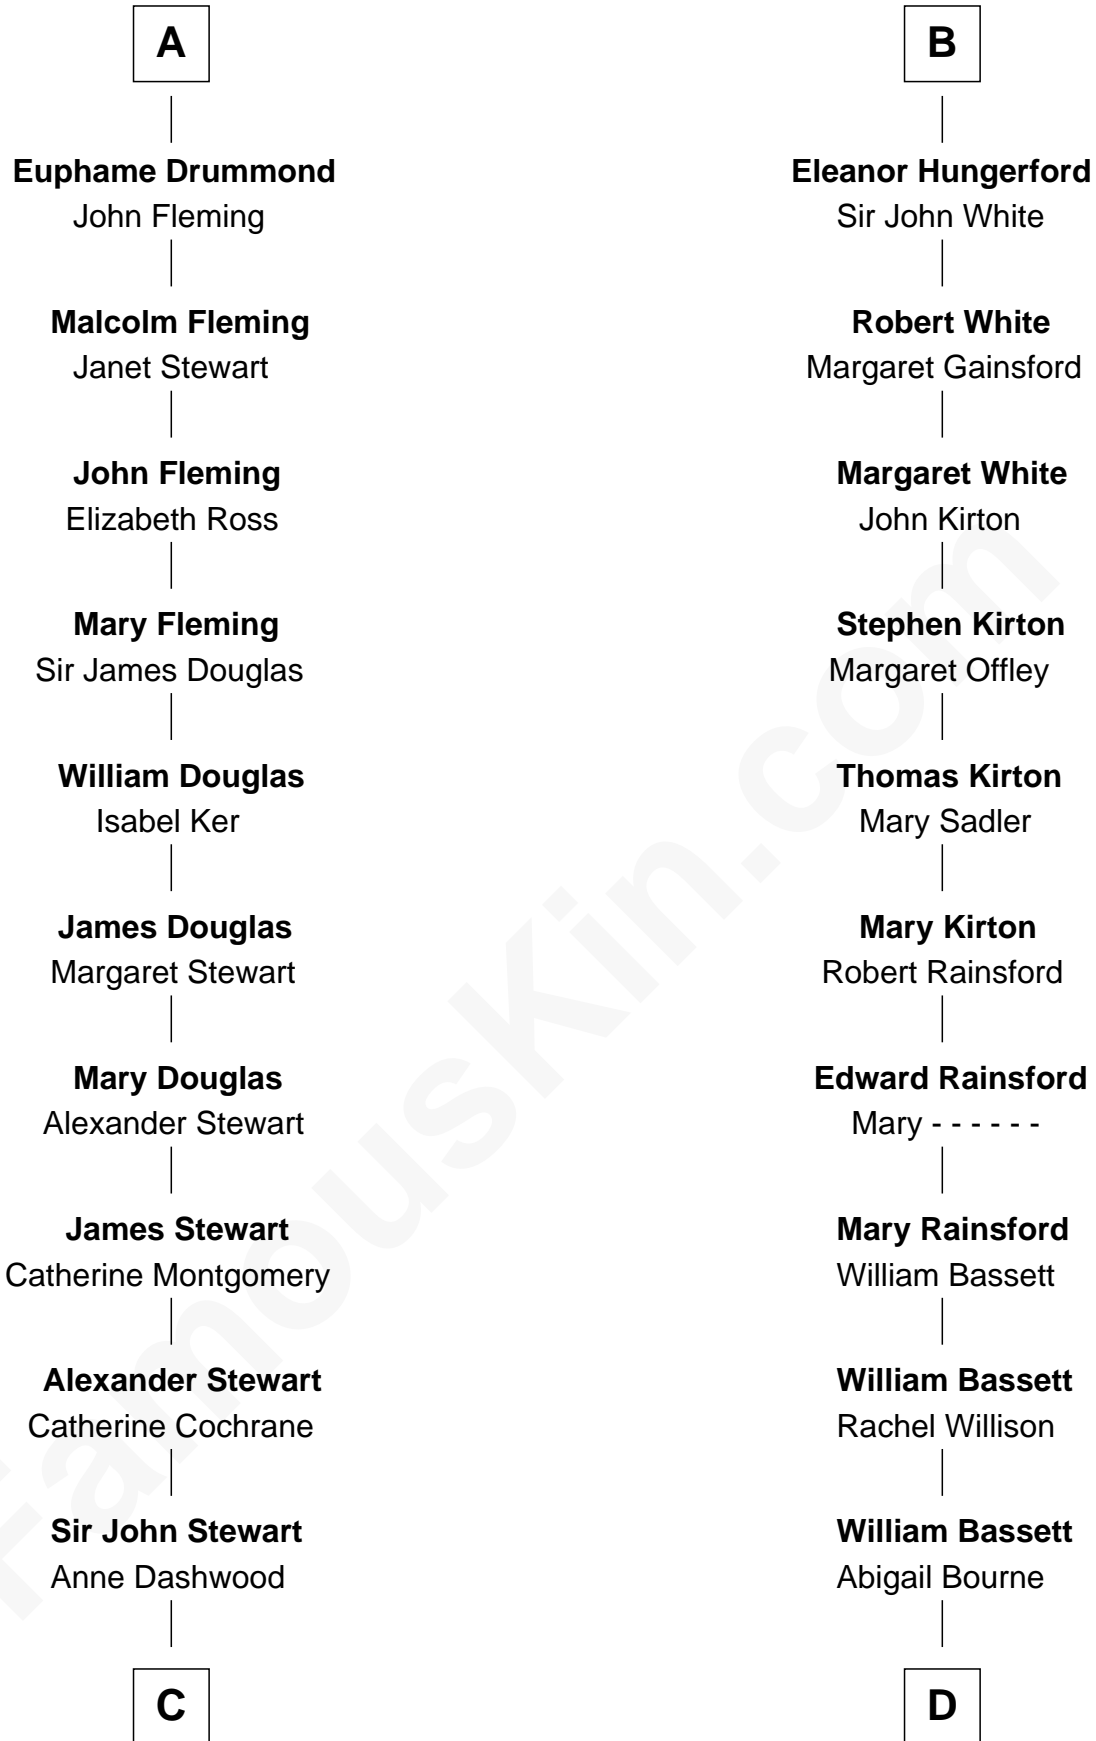 A
Euphame Drummond
John Fleming
Malcolm Fleming
Janet Stewart
John Fleming
Elizabeth Ross
Mary Fleming
Sir James Douglas
William Douglas
Isabel Ker
James Douglas
Margaret Stewart
Mary Douglas
Alexander Stewart
James Stewart
Catherine Montgomery
Alexander Stewart
Catherine Cochrane
Sir John Stewart
Anne Dashwood
C
B
Eleanor Hungerford
Sir John White
Robert White
Margaret Gainsford
Margaret White
John Kirton
Stephen Kirton
Margaret Offley
Thomas Kirton
Mary Sadler
Mary Kirton
Robert Rainsford
Edward Rainsford
Mary - - - - - -
Mary Rainsford
William Bassett
William Bassett
Rachel Willison
William Bassett
Abigail Bourne
D
FamousKin.com